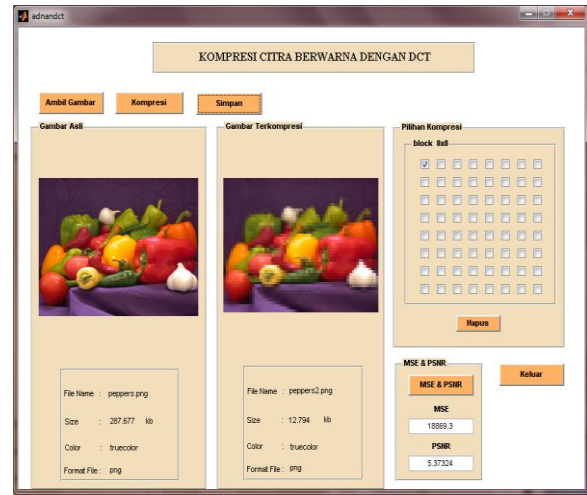 adnandct
KOMPRESI CITRA BERWARNA DENGAN DCT
Ambil Gambar
Kompresi
Simpan
Gambar Asli
File Name : peppers.png
Size : 287.677 kb
Color : truecolor
Format File : png
Gambar Terkompresi
File Name : peppers2.png
Size : 12.794 kb
Color : truecolor
Format File : png
Pilihan Kompresi
block 8x8
Hapus
MSE & PSNR
MSE & PSNR
MSE
18869.3
PSNR
5.37324
Keluar